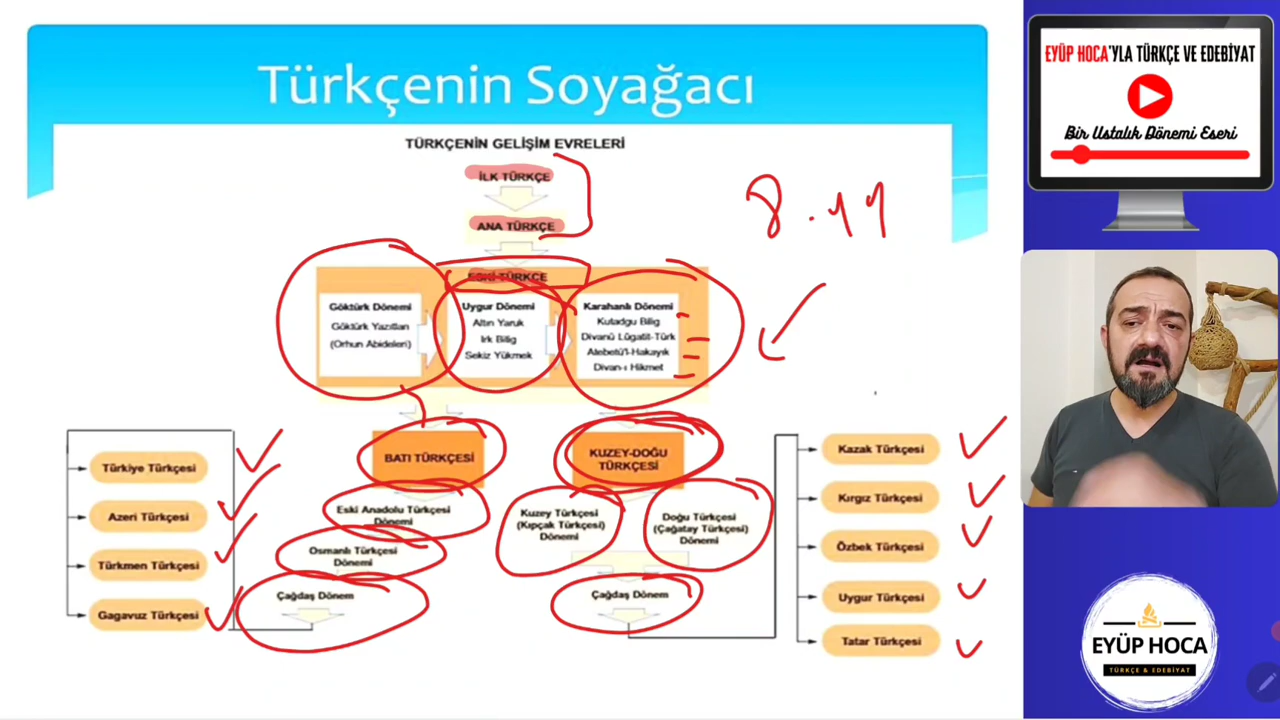 Türkçenin Soyağacı
TÜRKÇENİN GELİŞİM EVRELERİ
İLK TÜRKÇE
ANA TÜRKÇE
ESKİ TÜRKÇE
Göktürk Dönemi
Göktürk Yazıtları
(Orhun Abideleri)
Uygur Dönemi
Altın Yaruk
Irk Bilig
Sekiz Yükmek
Karahanlı Dönemi
Kutadgu Bilig
Divanü Lügatit-Türk
Atebetü'l-Hakayık
Divan-ı Hikmet
BATI TÜRKÇESİ
Eski Anadolu Türkçesi
Dönemi
Osmanlı Türkçesi
Dönemi
Çağdaş Dönem
Türkiye Türkçesi
Azeri Türkçesi
Türkmen Türkçesi
Gagavuz Türkçesi
KUZEY-DOĞU
TÜRKÇESİ
Kuzey Türkçesi
(Kıpçak Türkçesi)
Dönemi
Doğu Türkçesi
(Çağatay Türkçesi)
Dönemi
Çağdaş Dönem
Kazak Türkçesi
Kırgız Türkçesi
Özbek Türkçesi
Uygur Türkçesi
Tatar Türkçesi
EYÜP HOCA'YLA TÜRKÇE VE EDEBİYAT
Bir Ustalık Dönemi Eseri
EYÜP HOCA
TÜRKÇE & EDEBİYAT